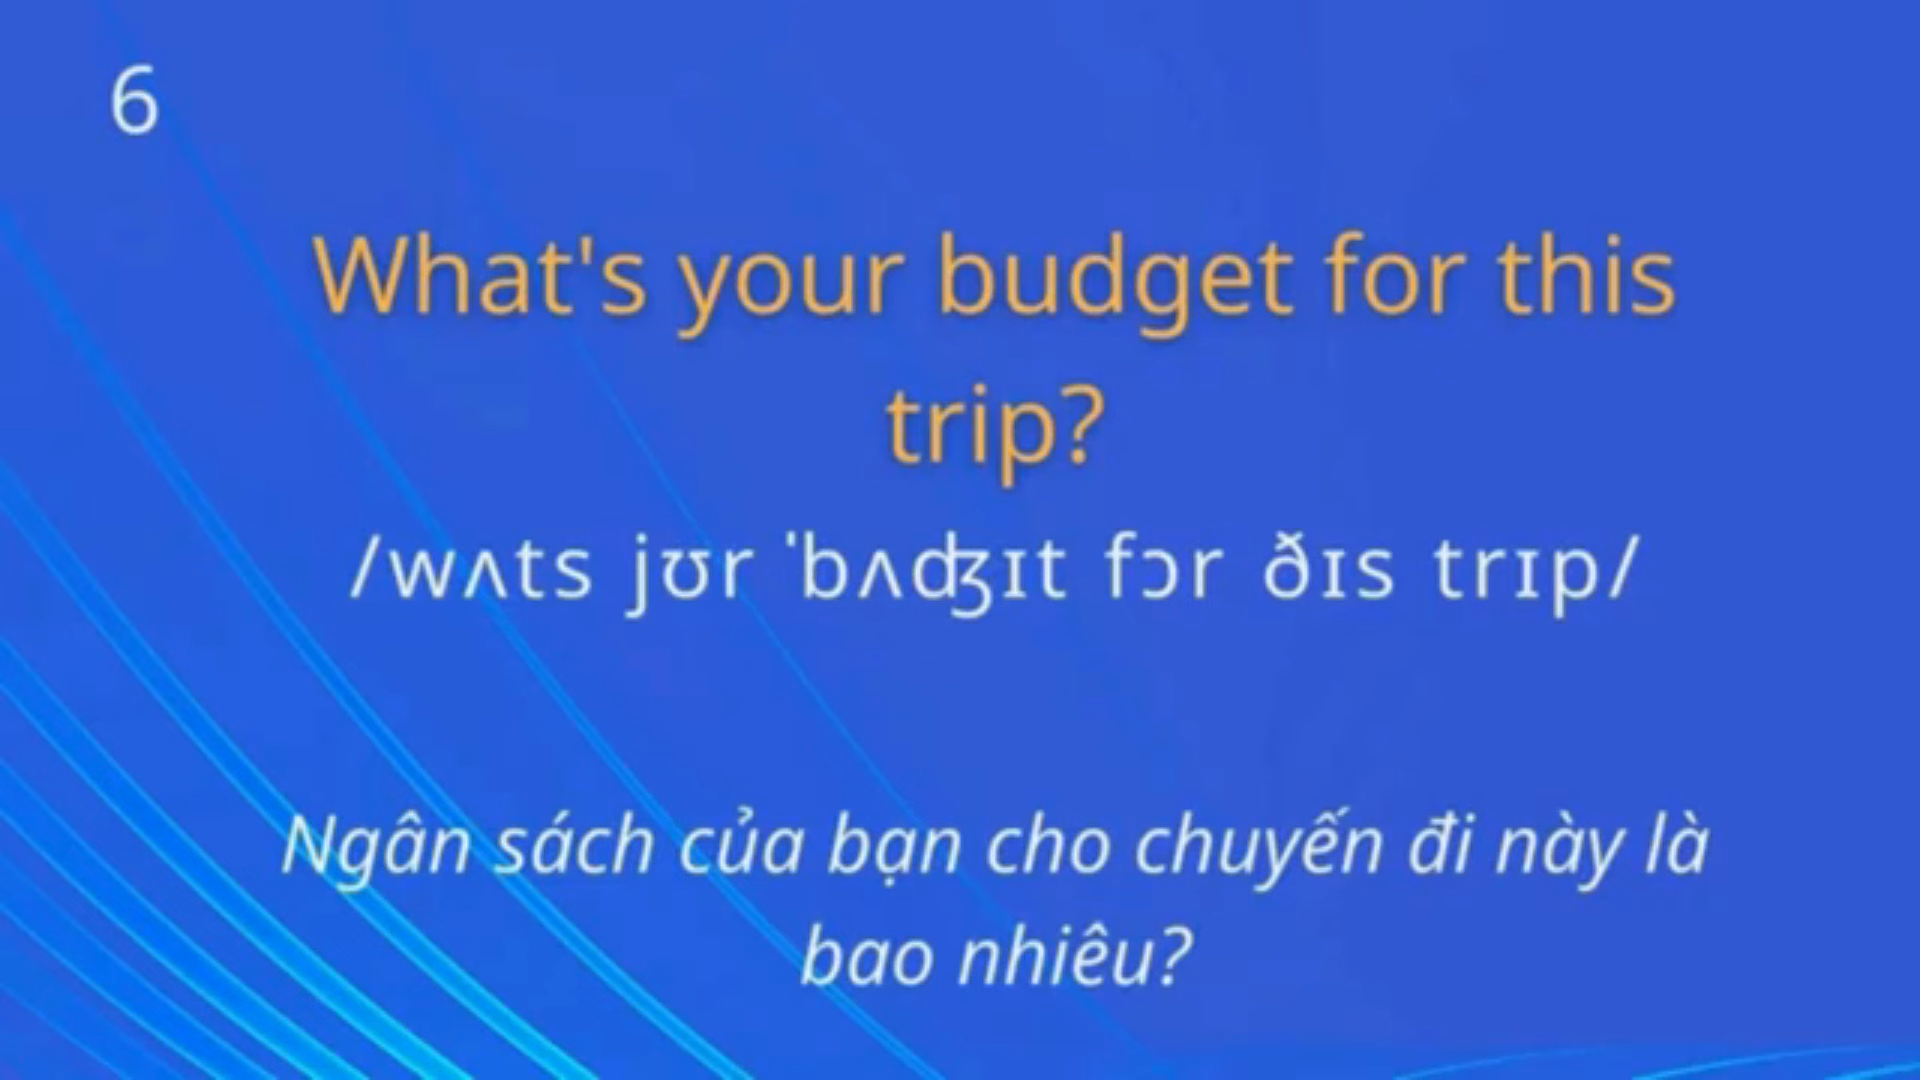 6
What's your budget for this
trip?
/wʌts jʊr ˈbʌʤɪt fɔr ðɪs trɪp/
Ngân sách của bạn cho chuyến đi này là
bao nhiêu?